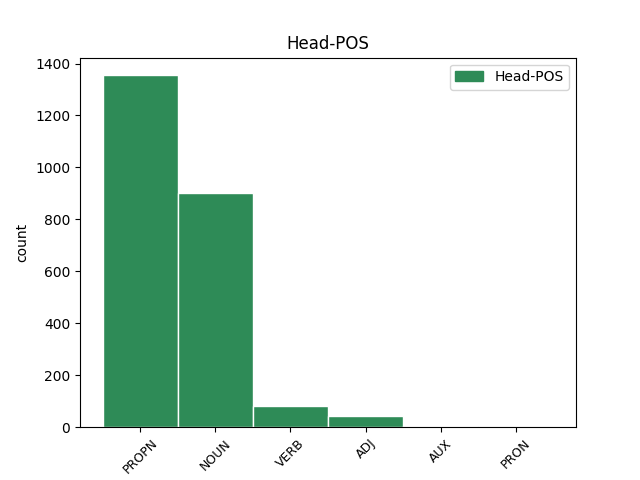 Head-POS
Head-POS
1400
1200
1000
800
600
400
200
0
count
PROPN
NOUN
VERB
ADJ
AUX
PRON